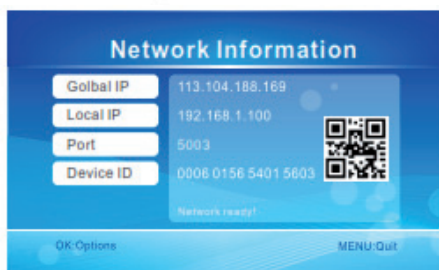 Network Information
Golbal IP 113.104.188.169
Local IP 192.168.1.100
Port 5003
Device ID 0006 0156 5401 5603
Network ready!
OK:Options MENU:Quit